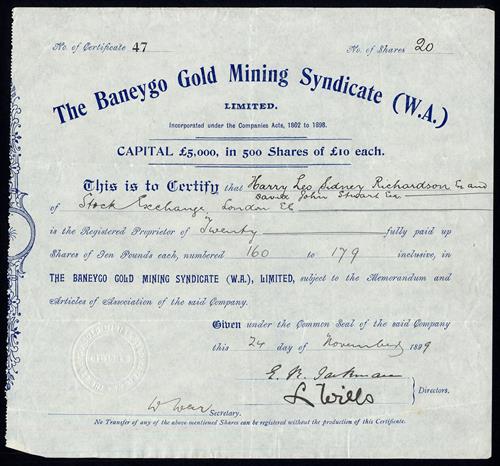 No. of Certificate 47 No. of Shares 20
The Baneygo Gold Mining Syndicate (W.A.)
LIMITED.
Incorporated under the Companies Acts, 1862 to 1898.
CAPITAL £5,000, in 500 Shares of £10 each.
This is to Certify that Harry Leo Sidney Richardson Es and
David John Stewart Esr
of Stock Exchange, London EC
is the Registered Proprietor of Twenty fully paid up
Shares of Ten Pounds each, numbered 160 to 179 inclusive, in
THE BANEYGO GOLD MINING SYNDICATE (W.A.), LIMITED, subject to the Memorandum and
Articles of Association of the said Company.
Given under the Common Seal of the said Company
this 24 day of November 1899
E. R.
L Wills
Directors.
W Weir
Secretary.
No Transfer of any of the above mentioned Shares can be registered without the production of this Certificate.